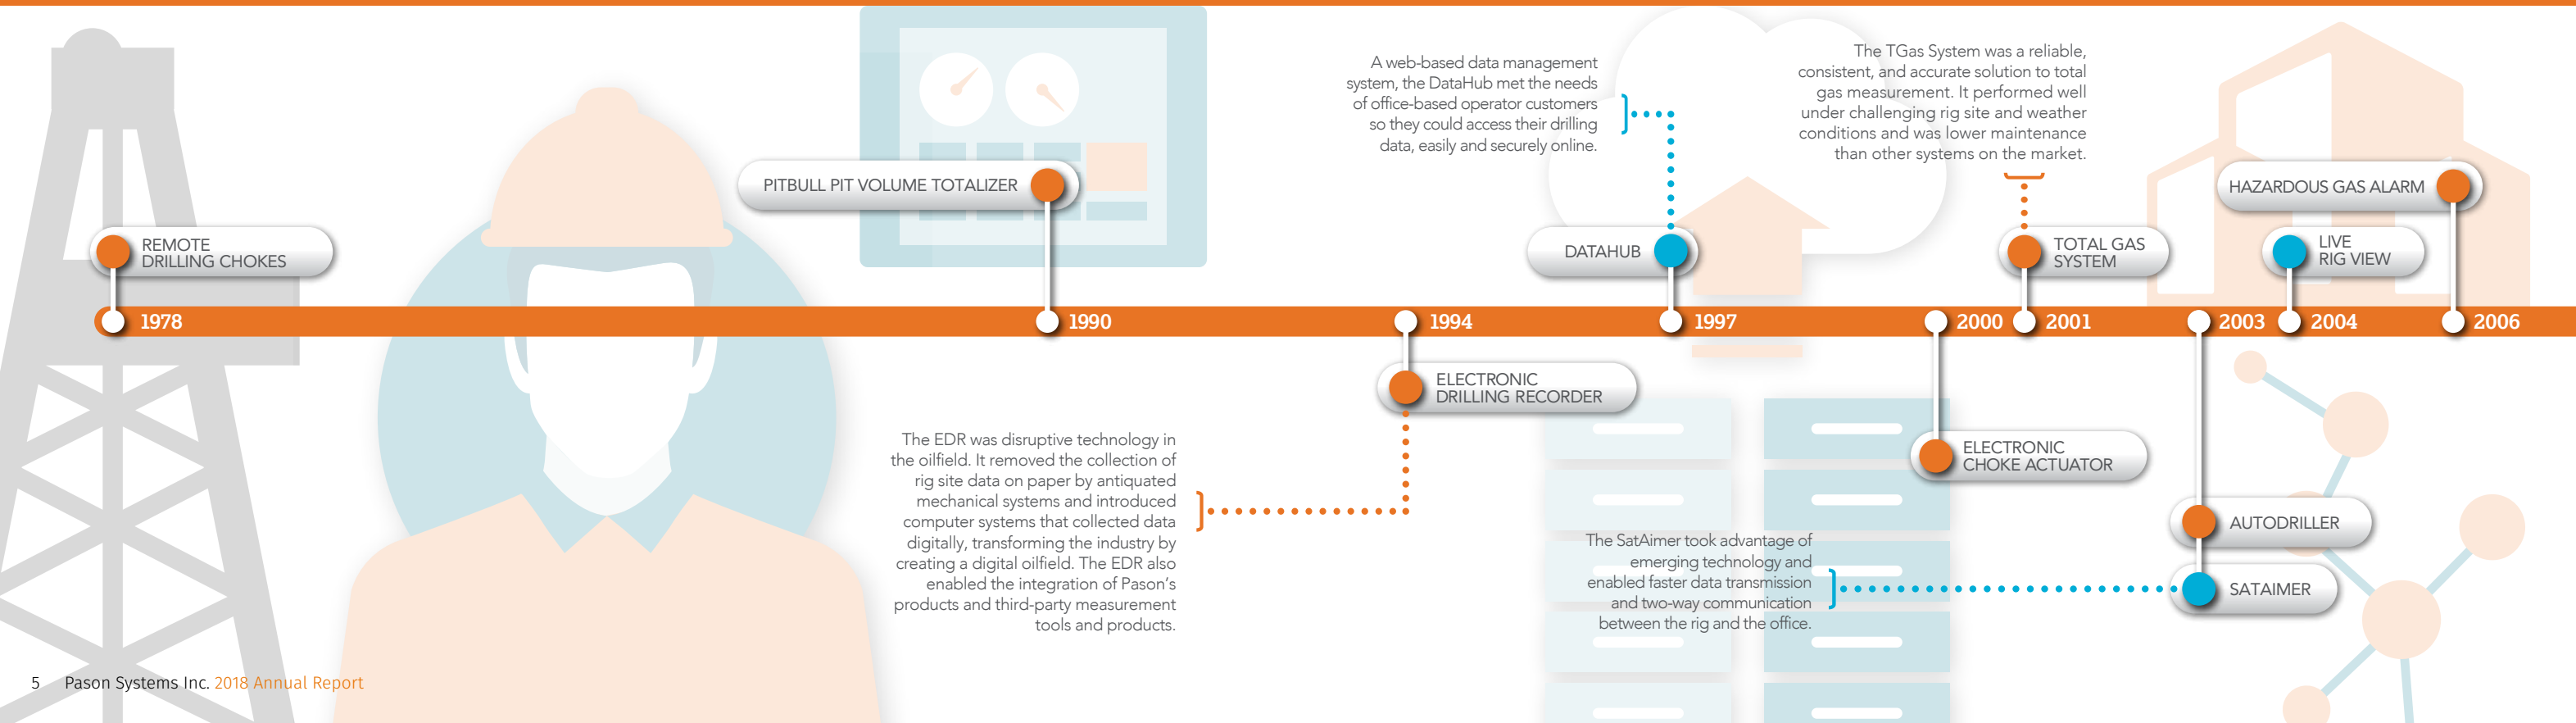 A web-based data management
system, the DataHub met the needs
of office-based operator customers
so they could access their drilling
data, easily and securely online.
The TGas System was a reliable,
consistent, and accurate solution to total
gas measurement. It performed well
under challenging rig site and weather
conditions and was lower maintenance
than other systems on the market.
REMOTE
DRILLING CHOKES
PITBULL PIT VOLUME TOTALIZER
DATAHUB
TOTAL GAS
SYSTEM
HAZARDOUS GAS ALARM
LIVE
RIG VIEW
1978
1990
1994
1997
2000
2001
2003
2004
2006
ELECTRONIC
DRILLING RECORDER
The EDR was disruptive technology in
the oilfield. It removed the collection of
rig site data on paper by antiquated
mechanical systems and introduced
computer systems that collected data
digitally, transforming the industry by
creating a digital oilfield. The EDR also
enabled the integration of Pason’s
products and third-party measurement
tools and products.
ELECTRONIC
CHOKE ACTUATOR
AUTODRILLER
The SatAimer took advantage of
emerging technology and
enabled faster data transmission
and two-way communication
between the rig and the office.
SATAIMER
5 Pason Systems Inc. 2018 Annual Report